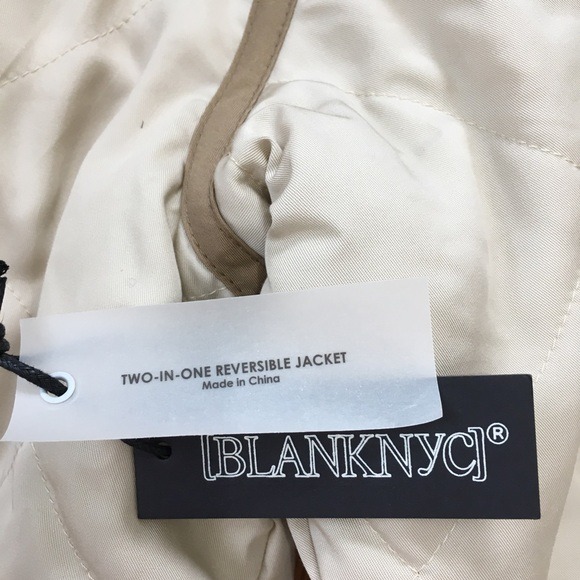 TWO-IN-ONE REVERSIBLE JACKET
Made in China
[BLANKNYC]®